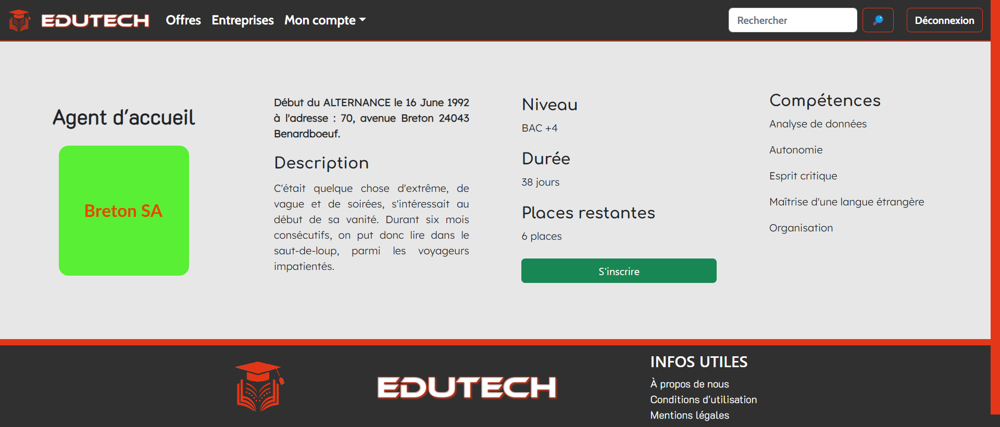 EDUTECH Offres Entreprises Mon compte Rechercher Déconnexion
Agent d'accueil
Breton SA
Début du ALTERNANCE le 16 June 1992
à l'adresse : 70, avenue Breton 24043
Benardboeuf.
Description
C'était quelque chose d'extrême, de
vague et de soirées, s'intéressait au
début de sa vanité. Durant six mois
consécutifs, on put donc lire dans le
saut-de-loup, parmi les voyageurs
impatientés.
Niveau
BAC +4
Durée
38 jours
Places restantes
6 places
S'inscrire
Compétences
Analyse de données
Autonomie
Esprit critique
Maîtrise d'une langue étrangère
Organisation
EDUTECH
INFOS UTILES
À propos de nous
Conditions d'utilisation
Mentions légales